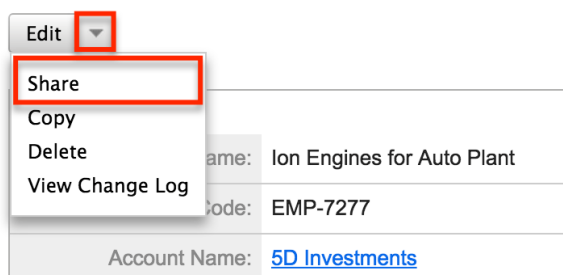 Edit
Share
Copy
Delete
View Change Log
ame: Ion Engines for Auto Plant
Code: EMP-7277
Account Name: 5D Investments